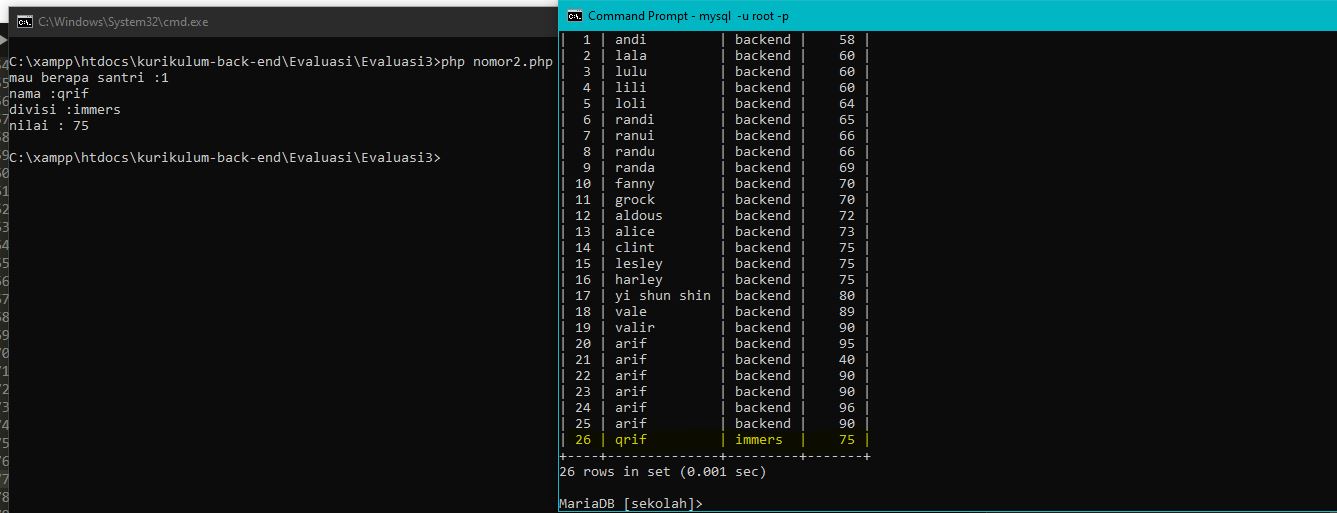 C:\Windows\System32\cmd.exe
C:\xampp\htdocs\kurikulum-back-end\Evaluasi\Evaluasi3>php nomor2.php
mau berapa santri :1
nama :qrif
divisi :immers
nilai : 75
C:\xampp\htdocs\kurikulum-back-end\Evaluasi\Evaluasi3>
Command Prompt - mysql -u root -p
|  1 | andi         | backend |    58 |
|  2 | lala         | backend |    60 |
|  3 | lulu         | backend |    60 |
|  4 | lili         | backend |    60 |
|  5 | loli         | backend |    64 |
|  6 | randi        | backend |    65 |
|  7 | ranui        | backend |    66 |
|  8 | randu        | backend |    66 |
|  9 | randa        | backend |    69 |
| 10 | fanny        | backend |    70 |
| 11 | grock        | backend |    70 |
| 12 | aldous       | backend |    72 |
| 13 | alice        | backend |    73 |
| 14 | clint        | backend |    75 |
| 15 | lesley       | backend |    75 |
| 16 | harley       | backend |    75 |
| 17 | yi shun shin | backend |    80 |
| 18 | vale         | backend |    89 |
| 19 | valir        | backend |    90 |
| 20 | arif         | backend |    95 |
| 21 | arif         | backend |    40 |
| 22 | arif         | backend |    90 |
| 23 | arif         | backend |    90 |
| 24 | arif         | backend |    96 |
| 25 | arif         | backend |    90 |
| 26 | qrif         | immers  |    75 |
+----+--------------+---------+-------+
26 rows in set (0.001 sec)
MariaDB [sekolah]>